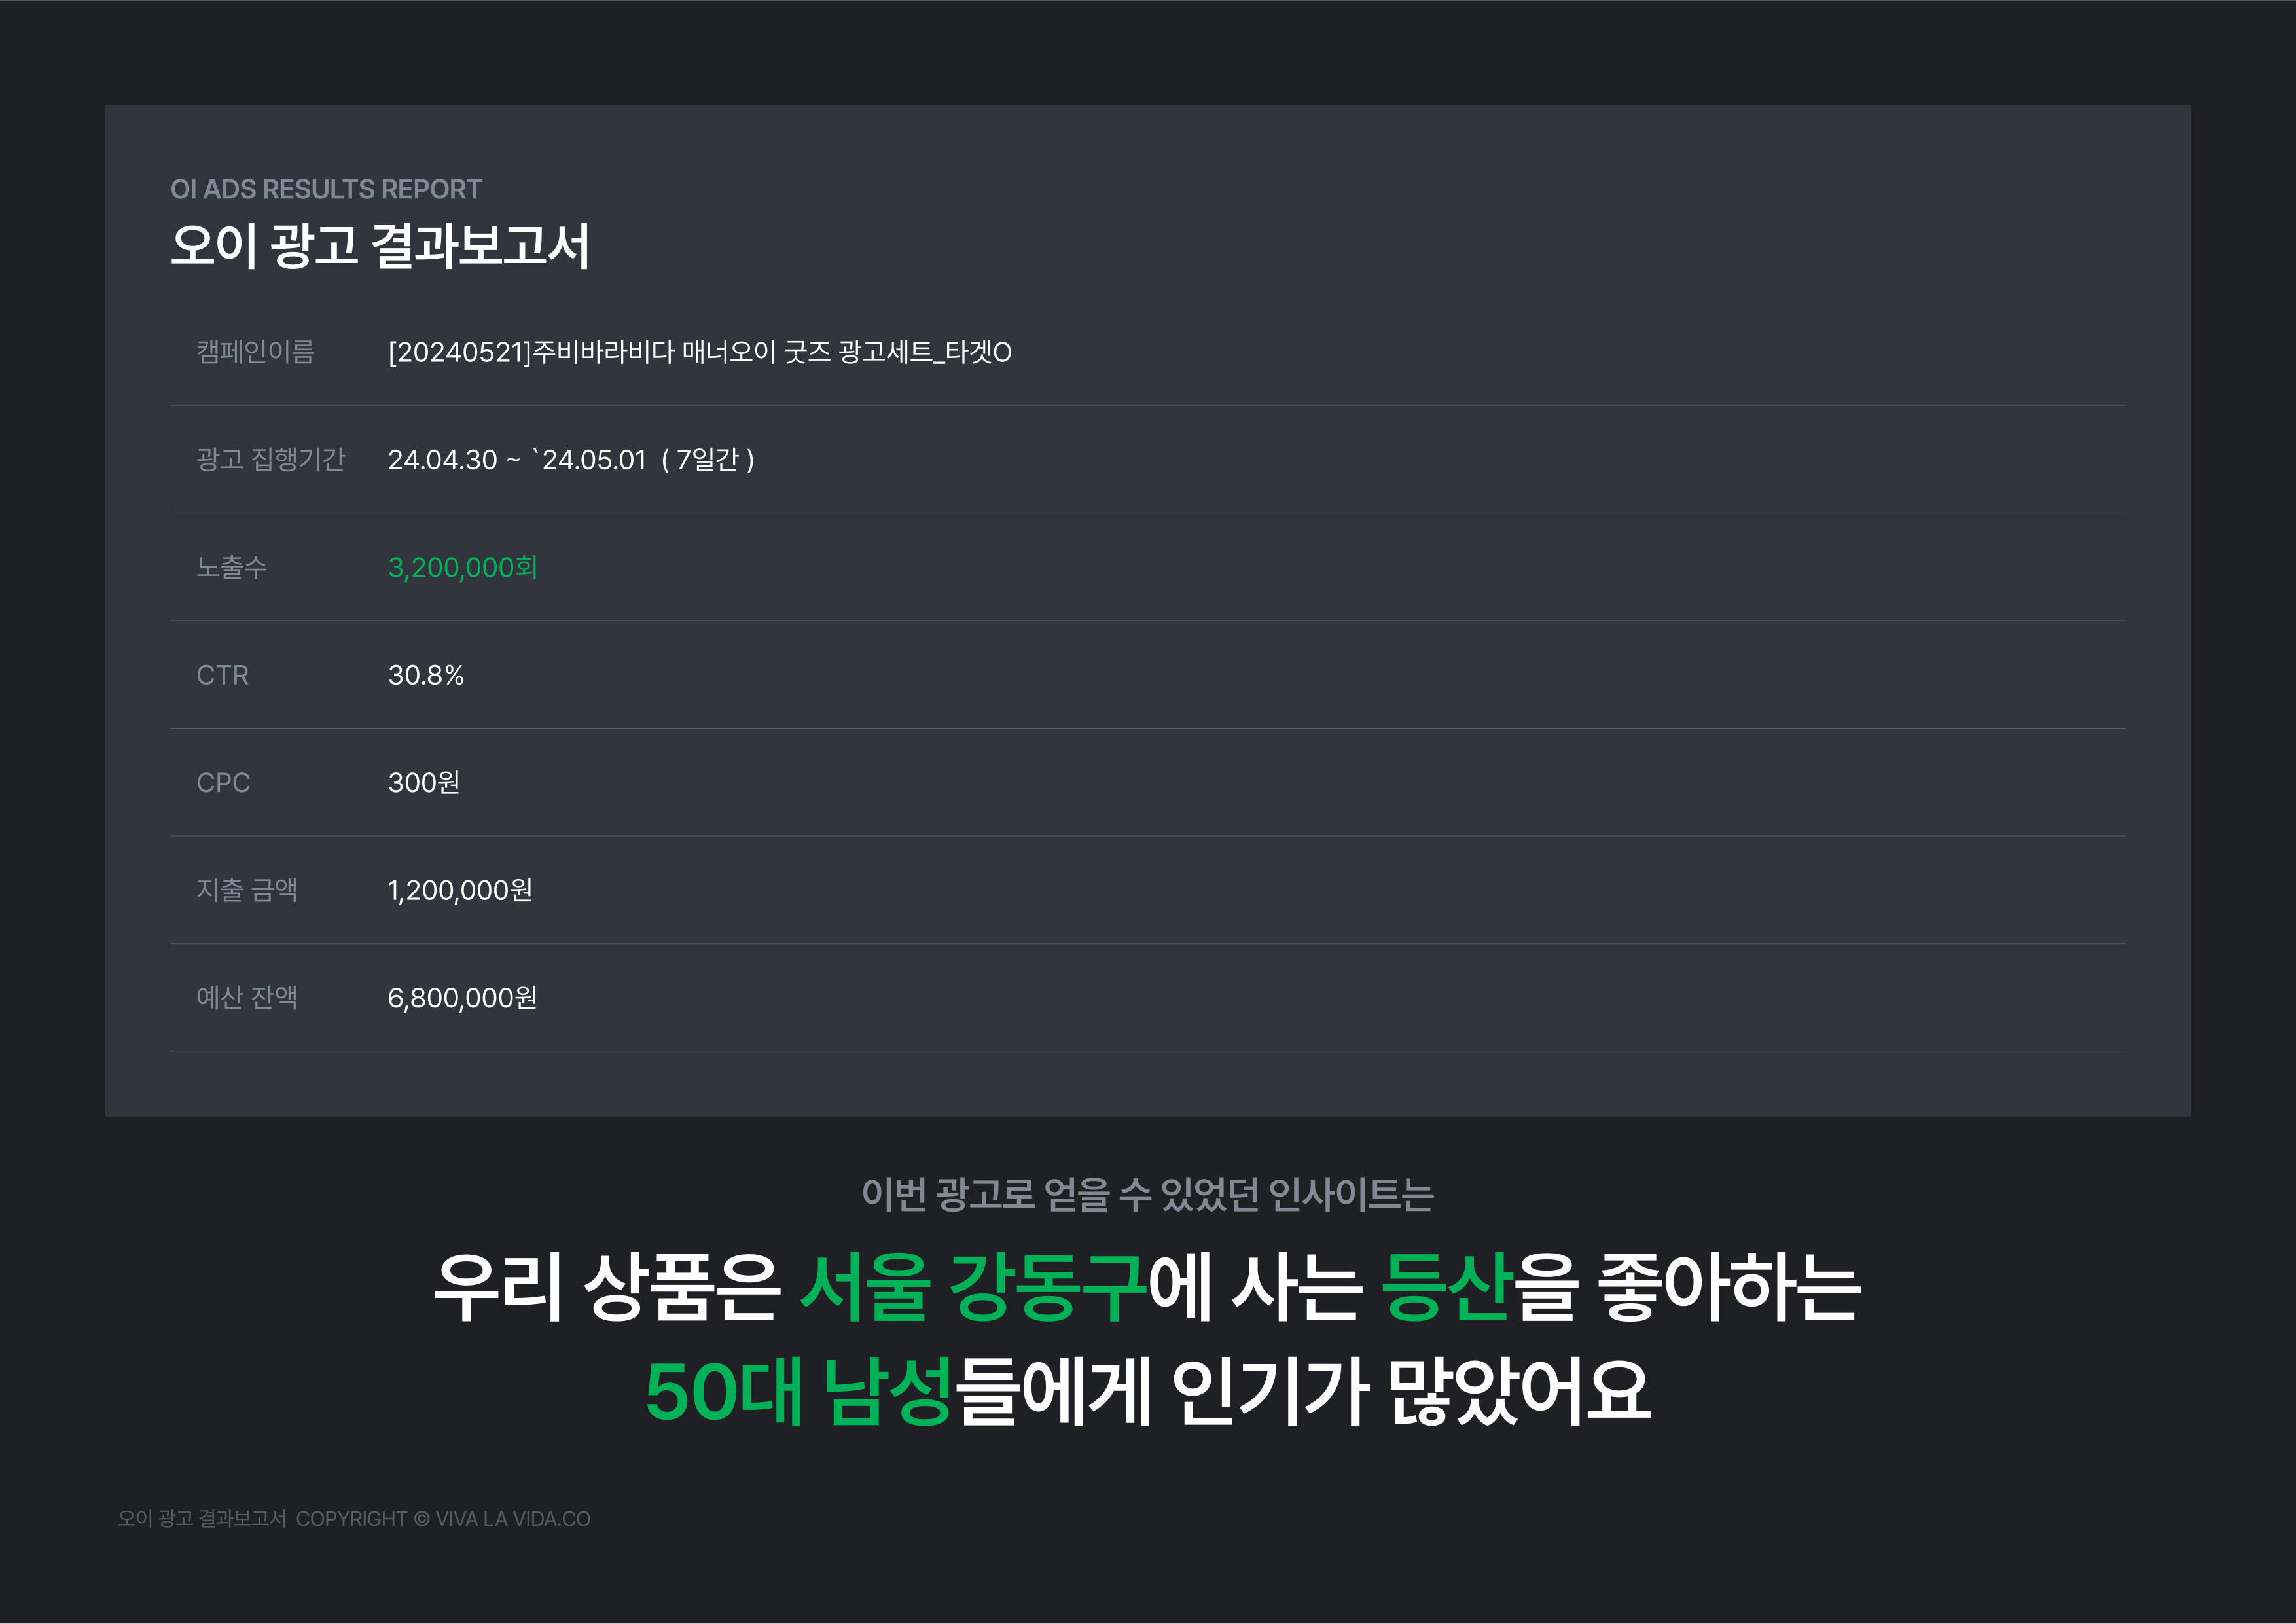 OI ADS RESULTS REPORT
오이 광고 결과보고서
캠페인이름 [20240521]주비바라비다 매너오이 굿즈 광고세트_타겟O
광고 집행기간 24.04.30 ~ `24.05.01 ( 7일간 )
노출수 3,200,000회
CTR 30.8%
CPC 300원
지출 금액 1,200,000원
예산 잔액 6,800,000원
이번 광고로 얻을 수 있었던 인사이트는
우리 상품은 서울 강동구에 사는 등산을 좋아하는
50대 남성들에게 인기가 많았어요
오이 광고 결과보고서 COPYRIGHT © VIVA LA VIDA.CO